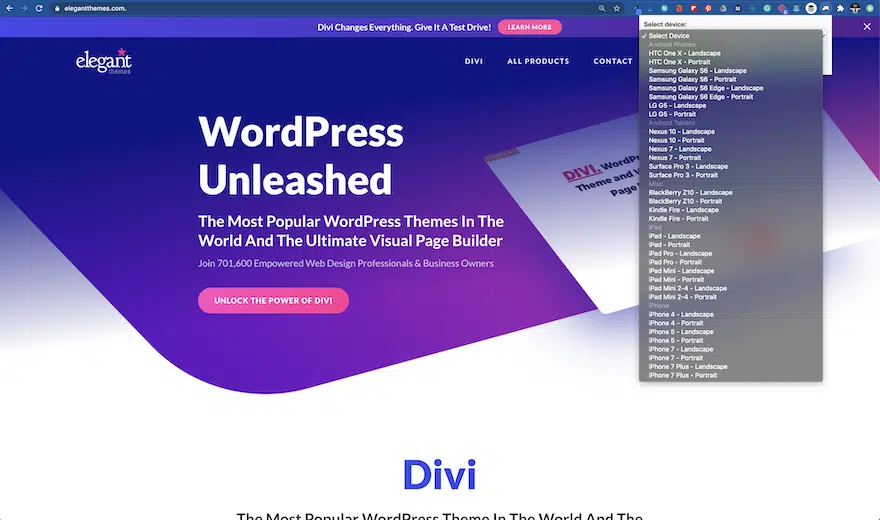 elegantthemes.com.
Divi Changes Everything. Give It A Test Drive!
LEARN MORE
elegant
themes
DIVI
ALL PRODUCTS
CONTACT
WordPress
Unleashed
The Most Popular WordPress Themes In The
World And The Ultimate Visual Page Builder
Join 701,600 Empowered Web Design Professionals & Business Owners
UNLOCK THE POWER OF DIVI
DIVI. WordP
Theme and V
Page
Select device:
✓ Select Device
Android Phones
HTC One X - Landscape
HTC One X - Portrait
Samsung Galaxy S6 - Landscape
Samsung Galaxy S6 - Portrait
Samsung Galaxy S6 Edge - Landscape
Samsung Galaxy S6 Edge - Portrait
LG G5 - Landscape
LG G5 - Portrait
Android Tablets
Nexus 10 - Landscape
Nexus 10 - Portrait
Nexus 7 - Landscape
Nexus 7 - Portrait
Surface Pro 3 - Landscape
Surface Pro 3 - Portrait
Misc
BlackBerry Z10 - Landscape
BlackBerry Z10 - Portrait
Kindle Fire - Landscape
Kindle Fire - Portrait
iPad
iPad - Landscape
iPad - Portrait
iPad Pro - Landscape
iPad Pro - Portrait
iPad Mini - Landscape
iPad Mini - Portrait
iPad Mini 2-4 - Landscape
iPad Mini 2-4 - Portrait
iPhone
iPhone 4 - Landscape
iPhone 4 - Portrait
iPhone 5 - Landscape
iPhone 5 - Portrait
iPhone 7 - Landscape
iPhone 7 - Portrait
iPhone 7 Plus - Landscape
iPhone 7 Plus - Portrait
Divi
The Most Popular WordPress Theme In The World And The